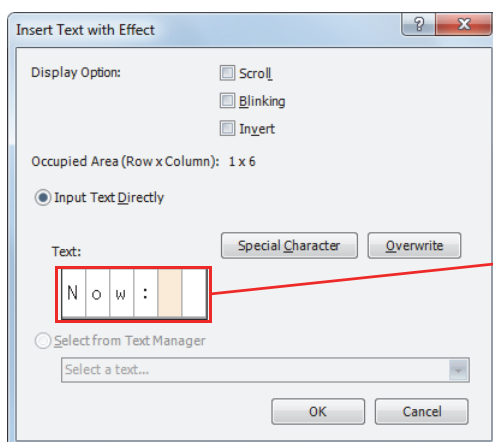 Insert Text with Effect
Display Option:
Scroll
Blinking
Invert
Occupied Area (Row x Column): 1 x 6
Input Text Directly
Text:
Special Character
Overwrite
N o w :
Select from Text Manager
Select a text...
OK
Cancel